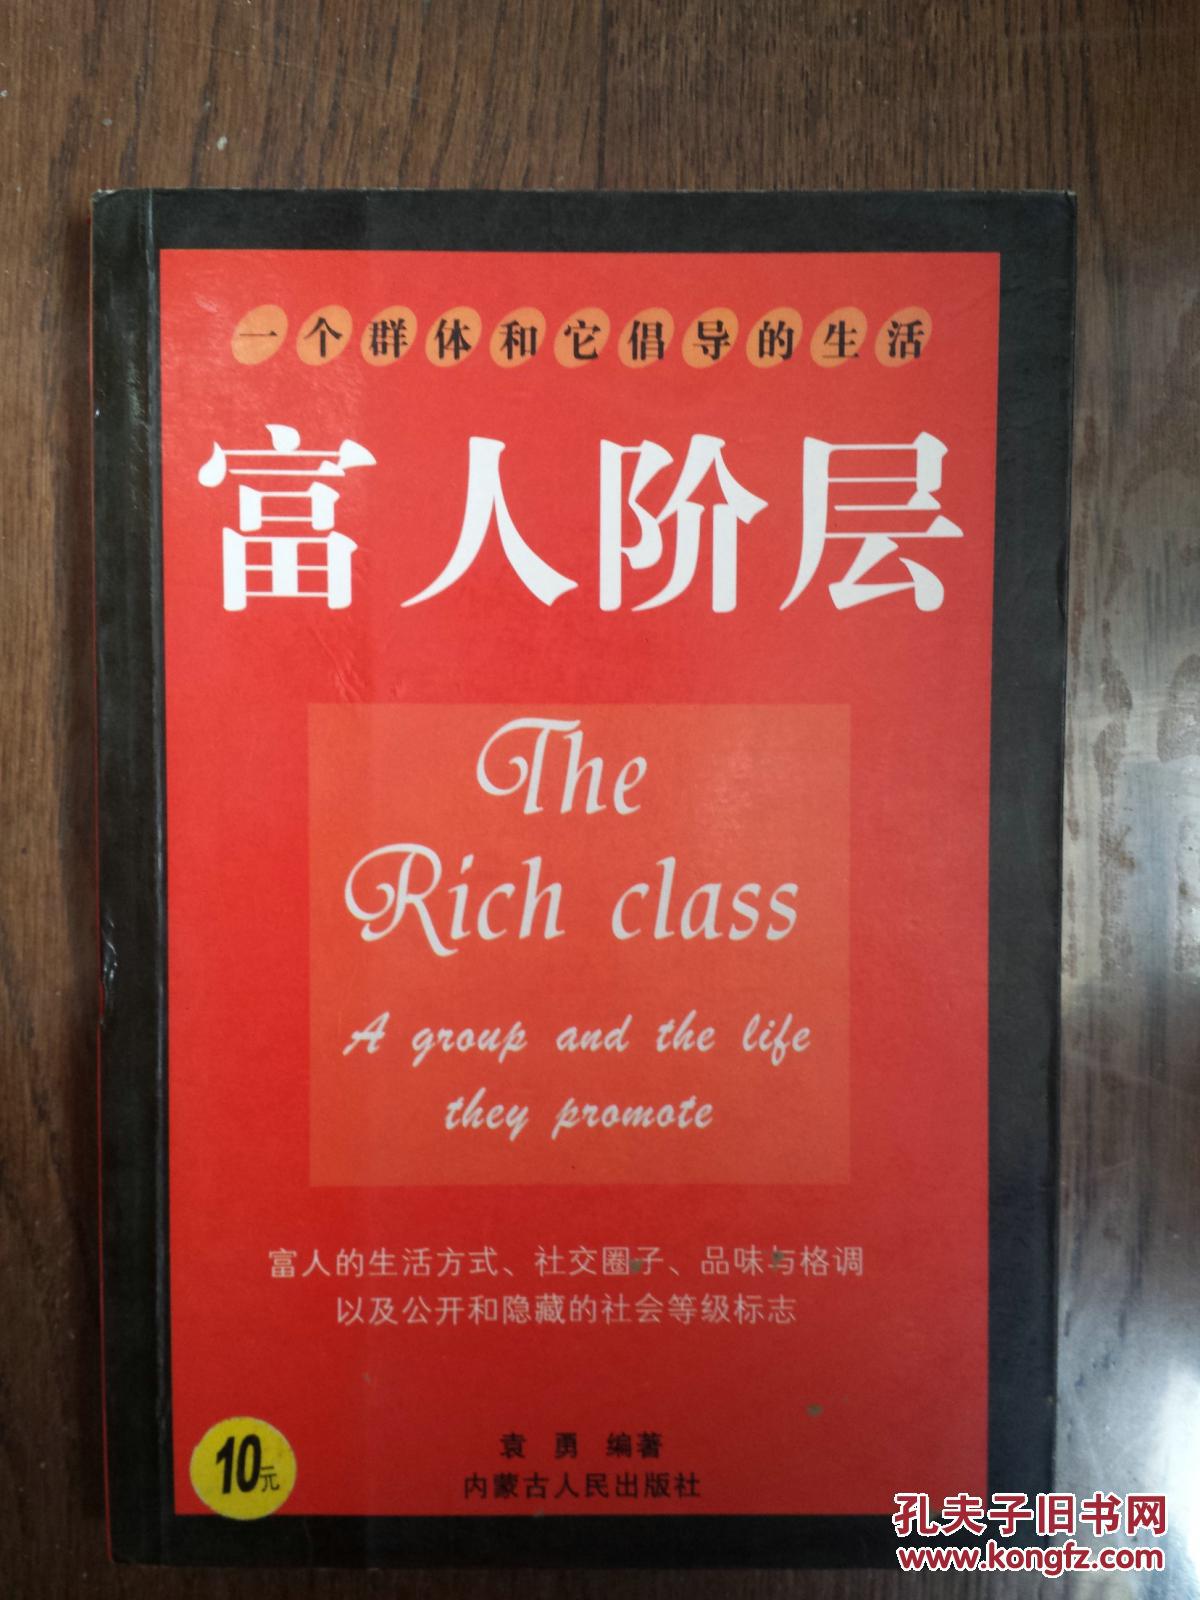 一个群体和它倡导的生活
富人阶层
The
Rich class
A group and the life
they promote
富人的生活方式、社交圈子、品味与格调
以及公开和隐藏的社会等级标志
袁 勇 编著
内蒙古人民出版社
10元
孔夫子旧书网
www.kongfz.com